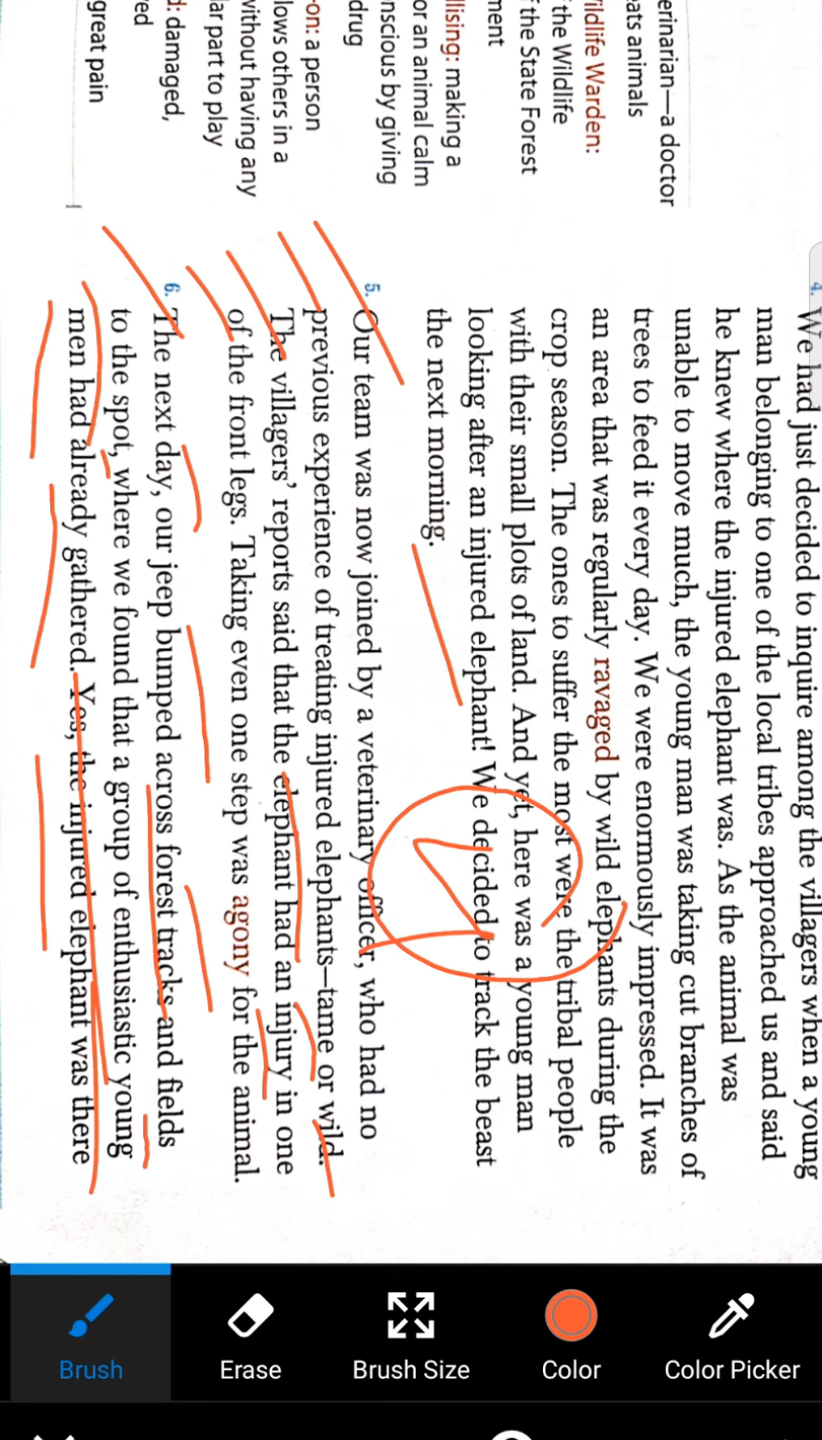 erinarian—a doctor
ats animals
ildlife Warden:
the Wildlife
the State Forest
ment
llising: making a
or an animal calm
nscious by giving
drug
-on: a person
lows others in a
without having any
lar part to play
d: damaged,
ed
great pain
4. We had just decided to inquire among the villagers when a young
man belonging to one of the local tribes approached us and said
he knew where the injured elephant was. As the animal was
unable to move much, the young man was taking cut branches of
trees to feed it every day. We were enormously impressed. It was
an area that was regularly ravaged by wild elephants during the
crop season. The ones to suffer the most were the tribal people
with their small plots of land. And yet, here was a young man
looking after an injured elephant! We decided to track the beast
the next morning.
5. Our team was now joined by a veterinary officer, who had no
previous experience of treating injured elephants—tame or wild.
The villagers' reports said that the elephant had an injury in one
of the front legs. Taking even one step was agony for the animal.
6. The next day, our jeep bumped across forest tracks and fields
to the spot, where we found that a group of enthusiastic young
men had already gathered. Yes, the injured elephant was there
Brush
Erase
Brush Size
Color
Color Picker